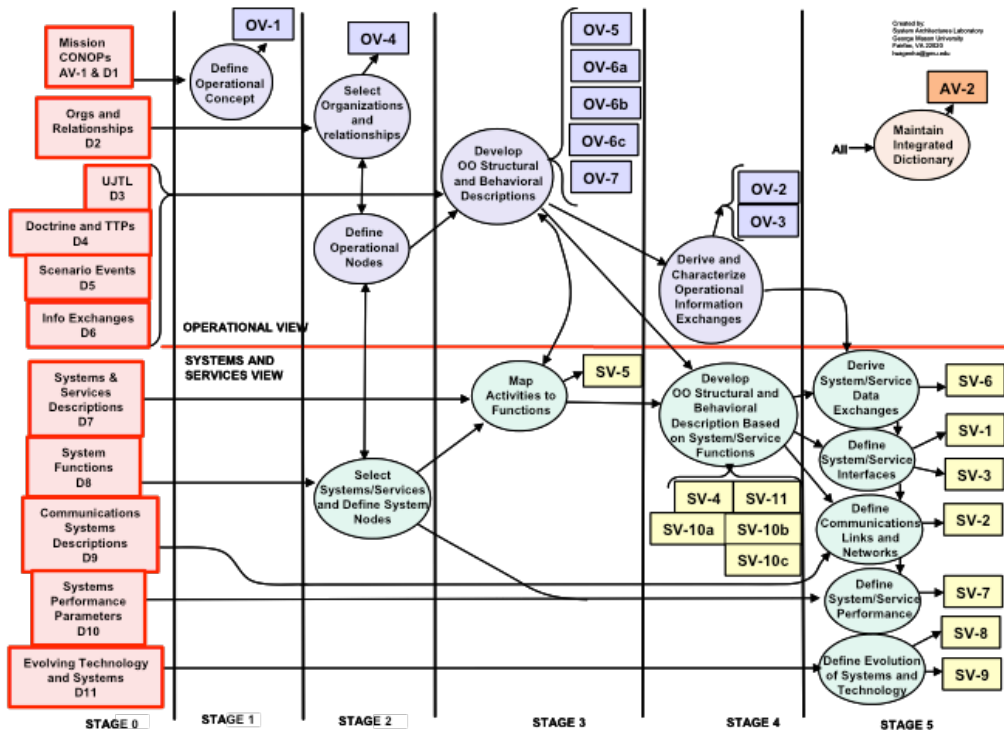 Mission
CONOPs
AV-1 & D1
Orgs and
Relationships
D2
UJTL
D3
Doctrine and TTPs
D4
Scenario Events
D5
Info Exchanges
D6
Systems &
Services
Descriptions
D7
System
Functions
D8
Communications
Systems
Descriptions
D9
Systems
Performance
Parameters
D10
Evolving Technology
and Systems
D11
STAGE 0
OV-1
Define
Operational
Concept
OPERATIONAL VIEW
SYSTEMS AND
SERVICES VIEW
STAGE 1
OV-4
Select
Organizations
and
relationships
Define
Operational
Nodes
Select
Systems/Services
and Define System
Nodes
STAGE 2
OV-5
OV-6a
OV-6b
OV-6c
OV-7
Develop
OO Structural
and Behavioral
Descriptions
Map
Activities to
Functions
SV-5
STAGE 3
OV-2
OV-3
Derive and
Characterize
Operational
Information
Exchanges
Develop
OO Structural and
Behavioral
Description Based
on System/Service
Functions
SV-4
SV-11
SV-10a
SV-10b
SV-10c
STAGE 4
Created by:
System Architectures Laboratory
George Mason University
Fairfax, VA 22030
AV-2
All
Maintain
Integrated
Dictionary
Derive
System/Service
Data
Exchanges
SV-6
Define
System/Service
Interfaces
SV-1
SV-3
Define
Communications
Links and
Networks
SV-2
Define
System/Service
Performance
SV-7
Define Evolution
of Systems and
Technology
SV-8
SV-9
STAGE 5